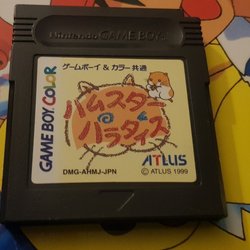 Nintendo GAME BOY
ゲームボーイ & カラー共通
GAME BOY COLOR
ハムスター
パラダイス
ATLUS
DMG-AHMJ-JPN
© ATLUS 1999